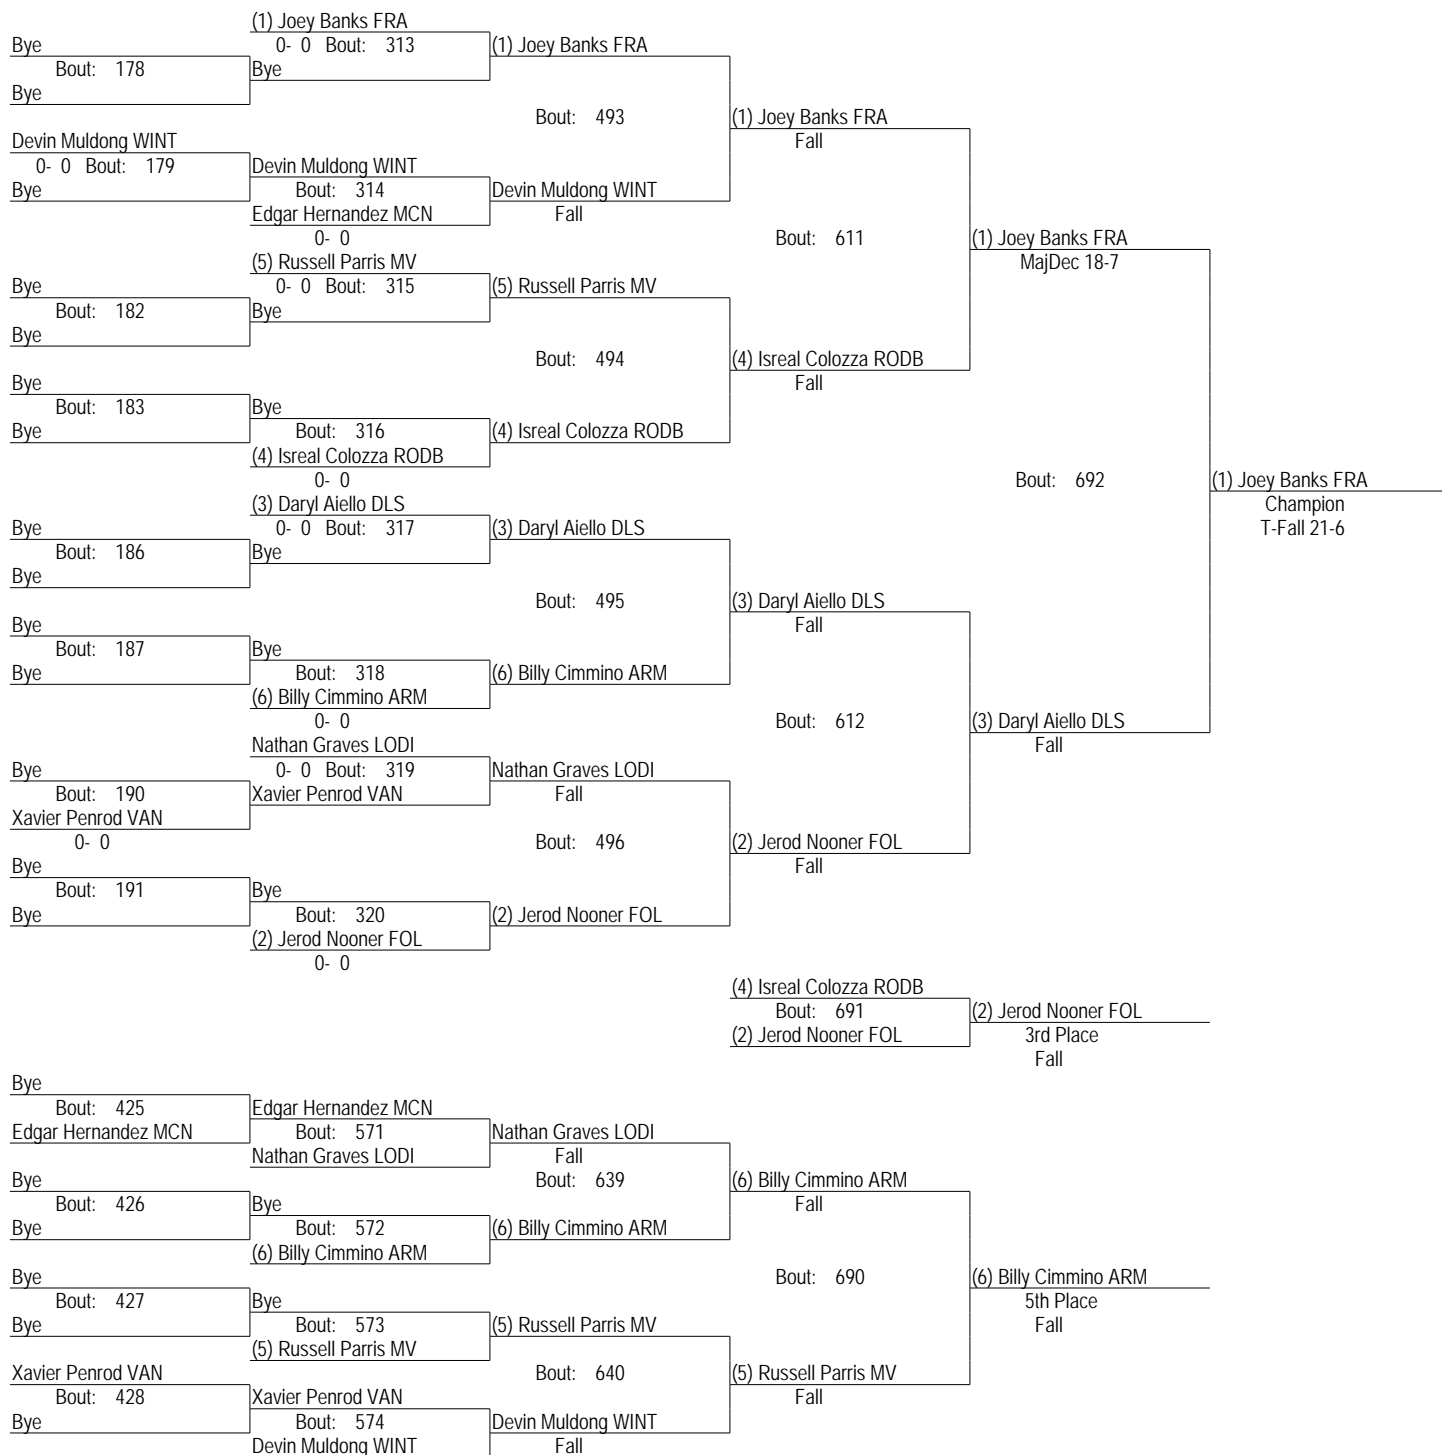 (1) Joey Banks FRA
Bye 0- 0 Bout: 313 (1) Joey Banks FRA
Bout: 178 Bye
Bye
Bout: 493 (1) Joey Banks FRA
Devin Muldong WINT Fall
0- 0 Bout: 179 Devin Muldong WINT
Bye Bout: 314 Devin Muldong WINT
Edgar Hernandez MCN Fall
0- 0 Bout: 611 (1) Joey Banks FRA
(5) Russell Parris MV MajDec 18-7
Bye 0- 0 Bout: 315 (5) Russell Parris MV
Bout: 182 Bye
Bye
Bout: 494 (4) Isreal Colozza RODB
Bye Fall
Bout: 183 Bye
Bye Bout: 316 (4) Isreal Colozza RODB
(4) Isreal Colozza RODB
0- 0 Bout: 692 (1) Joey Banks FRA
(3) Daryl Aiello DLS Champion
Bye 0- 0 Bout: 317 (3) Daryl Aiello DLS T-Fall 21-6
Bout: 186 Bye
Bye
Bout: 495 (3) Daryl Aiello DLS
Bye Fall
Bout: 187 Bye
Bye Bout: 318 (6) Billy Cimmino ARM
(6) Billy Cimmino ARM
0- 0 Bout: 612 (3) Daryl Aiello DLS
Nathan Graves LODI Fall
Bye 0- 0 Bout: 319 Nathan Graves LODI
Bout: 190 Xavier Penrod VAN Fall
Xavier Penrod VAN
0- 0 Bout: 496 (2) Jerod Nooner FOL
Bye Fall
Bout: 191 Bye
Bye Bout: 320 (2) Jerod Nooner FOL
(2) Jerod Nooner FOL
0- 0
(4) Isreal Colozza RODB
Bout: 691 (2) Jerod Nooner FOL
(2) Jerod Nooner FOL 3rd Place
Fall
Bye
Bout: 425 Edgar Hernandez MCN
Edgar Hernandez MCN Bout: 571 Nathan Graves LODI
Nathan Graves LODI Fall
Bye Bout: 639 (6) Billy Cimmino ARM
Bout: 426 Bye Fall
Bye Bout: 572 (6) Billy Cimmino ARM
(6) Billy Cimmino ARM
Bye Bout: 690 (6) Billy Cimmino ARM
Bout: 427 Bye 5th Place
Bye Bout: 573 (5) Russell Parris MV Fall
(5) Russell Parris MV
Xavier Penrod VAN Bout: 640 (5) Russell Parris MV
Bout: 428 Xavier Penrod VAN Fall
Bye Bout: 574 Devin Muldong WINT
Devin Muldong WINT Fall